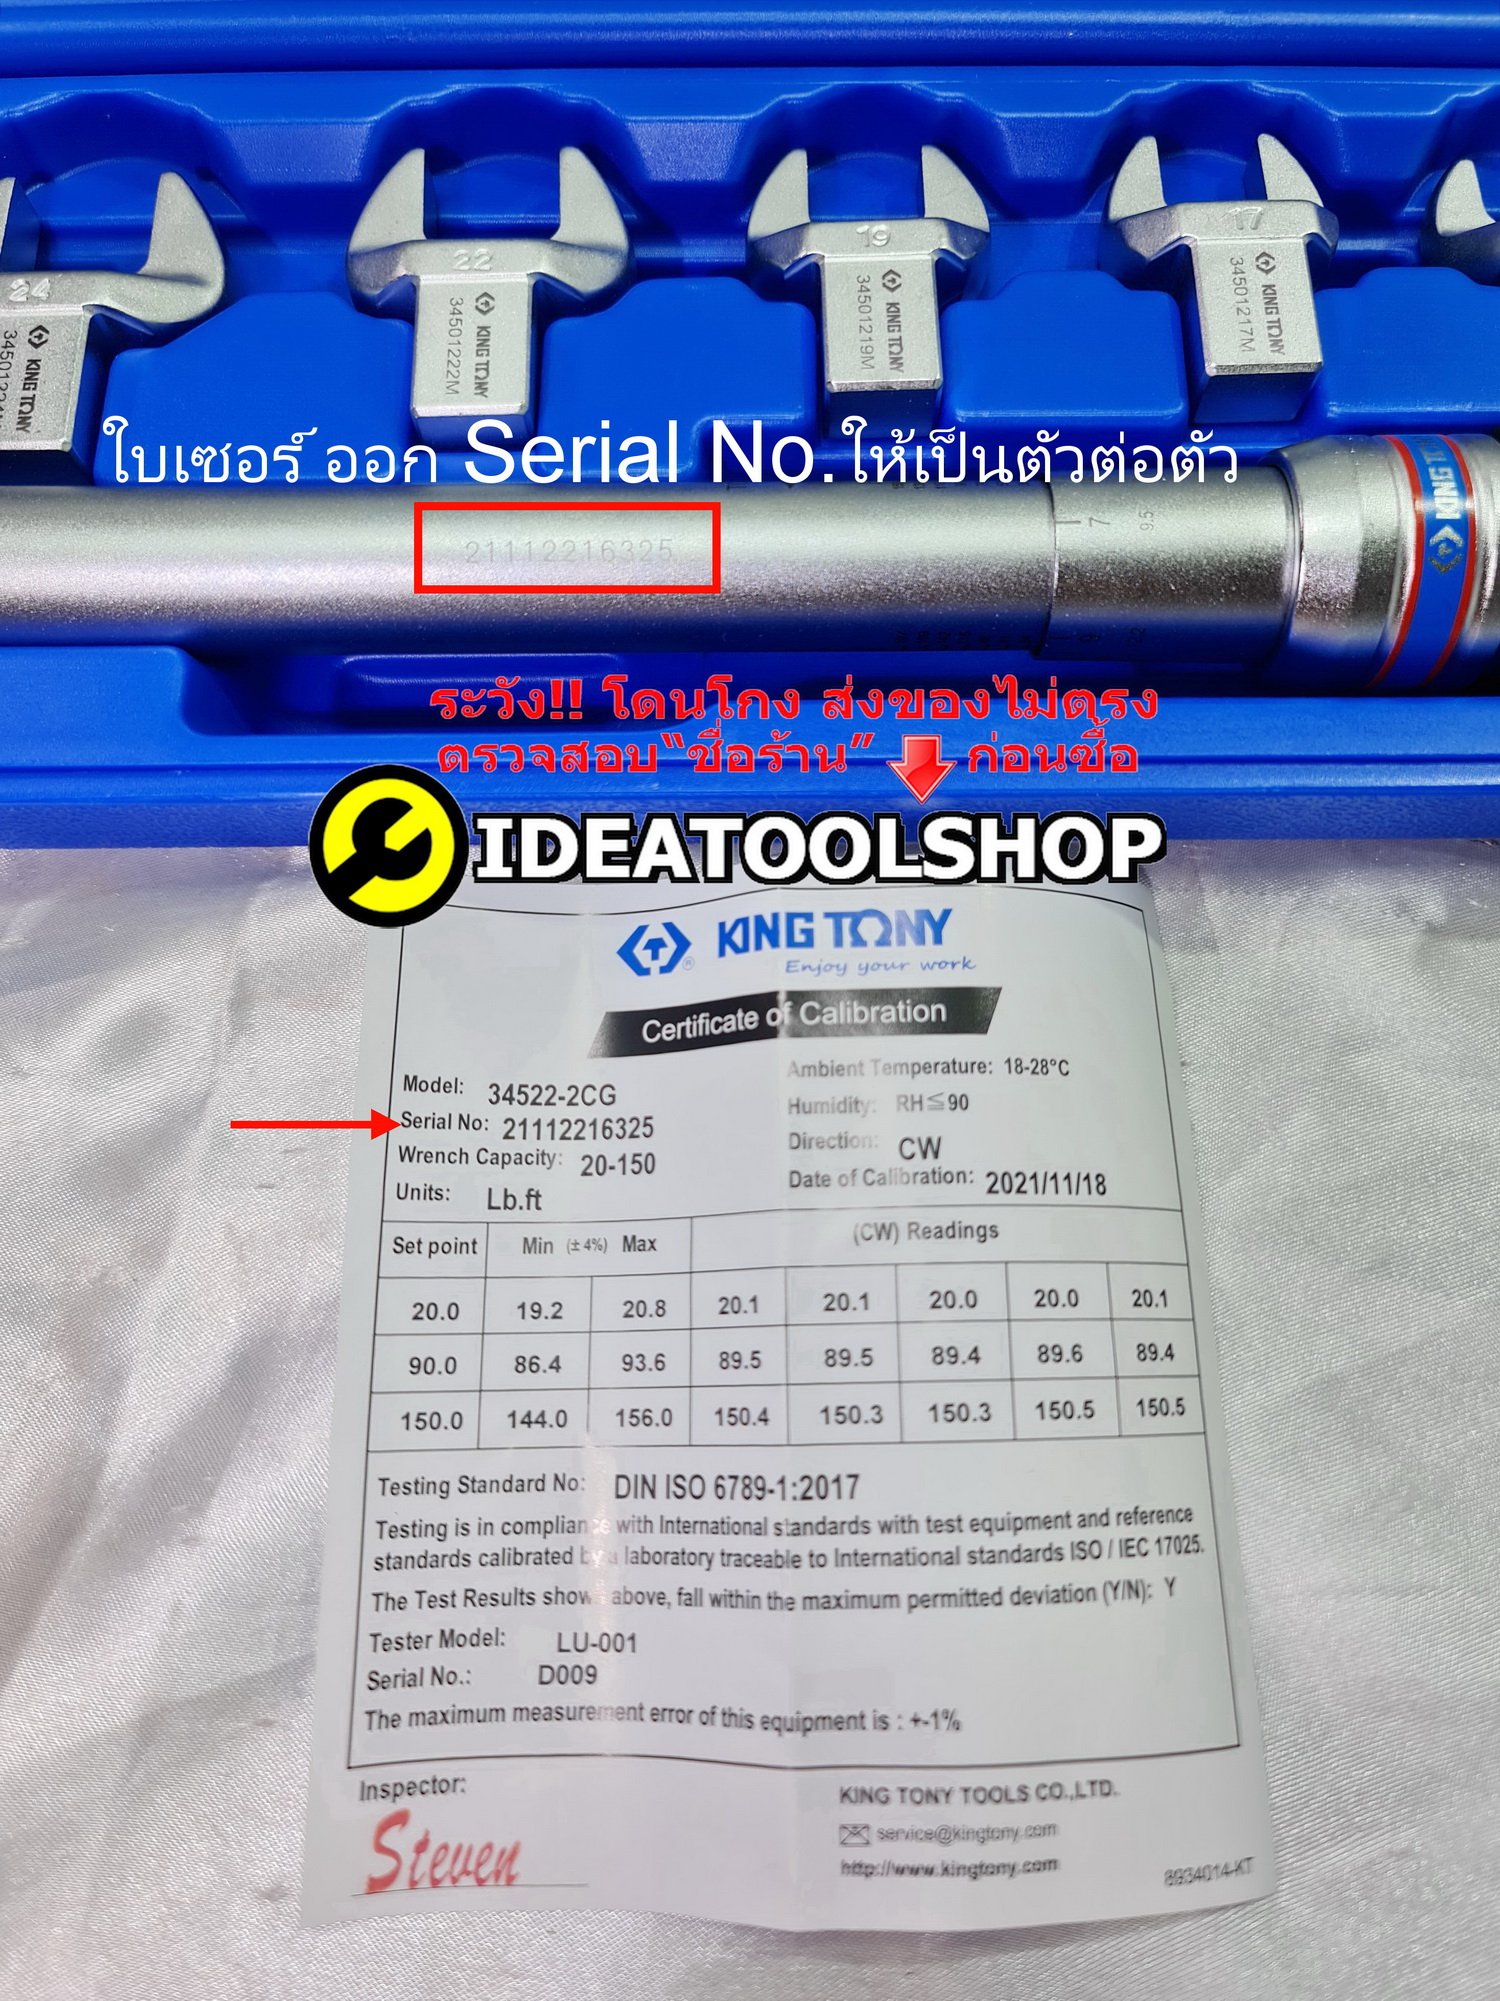 22
19
17
24
KING TONY
34501222M
KING TONY
34501219M
KING TONY
34501217M
KING TONY
ใบเซอร์ ออก Serial No.ให้เป็นตัวต่อตัว
21112216325
7
9.5
KING
ระวัง!! โดนโกง ส่งของไม่ตรง
ตรวจสอบ“ชื่อร้าน” ก่อนซื้อ
IDEATOOLSHOP
KING TONY
®
Enjoy your work
Certificate of Calibration
Model: 34522-2CG
Serial No: 21112216325
Wrench Capacity: 20-150
Units: Lb.ft
Ambient Temperature: 18-28°C
Humidity: RH≦90
Direction: CW
Date of Calibration: 2021/11/18
Set point Min (±4%) Max (CW) Readings
20.0 19.2 20.8 20.1 20.1 20.0 20.0 20.1
90.0 86.4 93.6 89.5 89.5 89.4 89.6 89.4
150.0 144.0 156.0 150.4 150.3 150.3 150.5 150.5
Testing Standard No: DIN ISO 6789-1:2017
Testing is in compliance with International standards with test equipment and reference
standards calibrated by a laboratory traceable to International standards ISO / IEC 17025.
The Test Results shown above, fall within the maximum permitted deviation (Y/N): Y
Tester Model: LU-001
Serial No.: D009
The maximum measurement error of this equipment is : +-1%
Inspector:
Steven
KING TONY TOOLS CO.,LTD.
service@kingtony.com
http://www.kingtony.com
8934014-KT